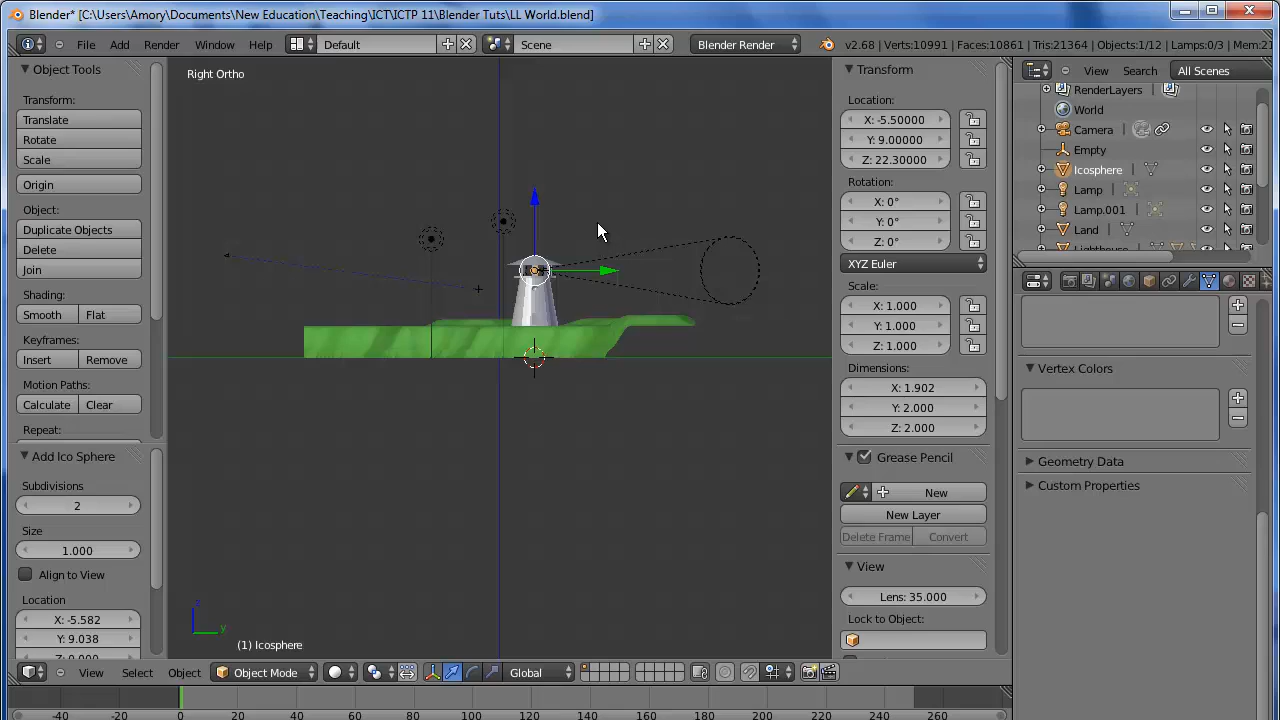 Blender* [C:\Users\Amory\Documents\New Education\Teaching\ICT\ICTP 11\Blender Tuts\LL World.blend]
File Add Render Window Help Default Scene Blender Render v2.68 | Verts:10991 | Faces:10861 | Tris:21364 | Objects:1/12 | Lamps:0/3 | Mem:21
Object Tools
Transform:
Translate
Rotate
Scale
Origin
Object:
Duplicate Objects
Delete
Join
Shading:
Smooth Flat
Keyframes:
Insert Remove
Motion Paths:
Calculate Clear
Repeat:
Add Ico Sphere
Subdivisions
2
Size
1.000
Align to View
Location
X: -5.582
Y: 9.038
Right Ortho
z
y
(1) Icosphere
Transform
Location:
X: -5.50000
Y: 9.00000
Z: 22.30000
Rotation:
X: 0°
Y: 0°
Z: 0°
XYZ Euler
Scale:
X: 1.000
Y: 1.000
Z: 1.000
Dimensions:
X: 1.902
Y: 2.000
Z: 2.000
Grease Pencil
New
New Layer
Delete Frame Convert
View
Lens: 35.000
Lock to Object:
View Search All Scenes
RenderLayers
World
Camera
Empty
Icosphere
Lamp
Lamp.001
Land
Lighthouse
Vertex Colors
Geometry Data
Custom Properties
View Select Object Object Mode Global
-40 -20 0 20 40 60 80 100 120 140 160 180 200 220 240 260